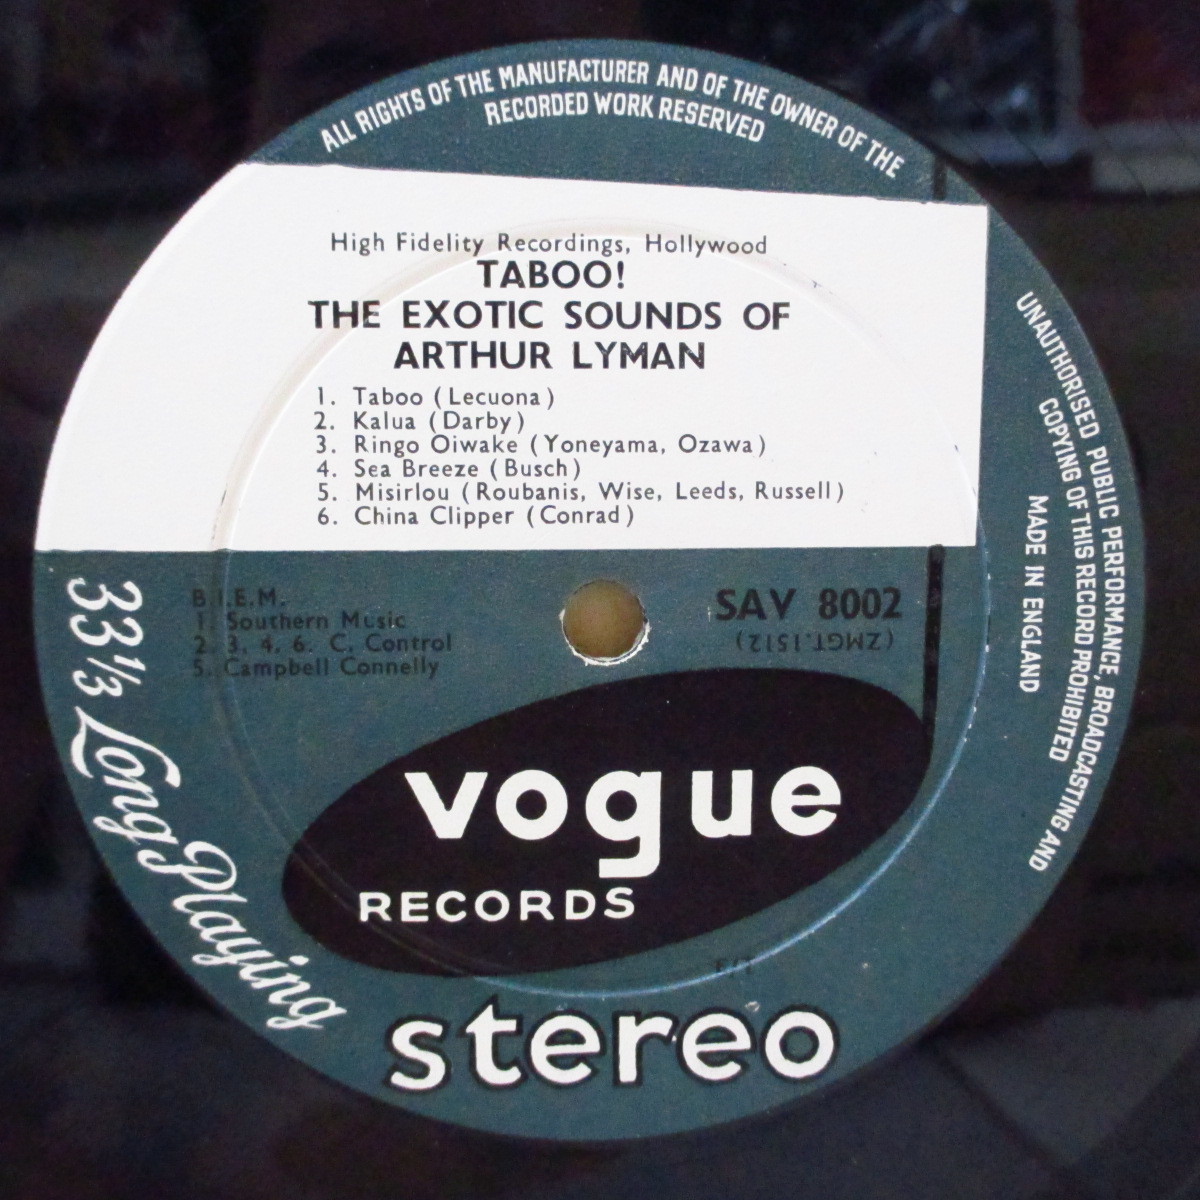 ALL RIGHTS OF THE MANUFACTURER AND OF THE OWNER OF THE
RECORDED WORK RESERVED
High Fidelity Recordings, Hollywood
TABOO!
THE EXOTIC SOUNDS OF
ARTHUR LYMAN
1. Taboo (Lecuona)
2. Kalua (Darby)
3. Ringo Oiwake (Yoneyama, Ozawa)
4. Sea Breeze (Busch)
5. Misirlou (Roubanis, Wise, Leeds, Russell)
6. China Clipper (Conrad)
B.I.E.M.
1. Southern Music
2. 3. 4. 6. C. Control
5. Campbell Connelly
SAV 8002
(ZMGT.1512)
UNAUTHORISED PUBLIC PERFORMANCE, BROADCASTING AND
COPYING OF THIS RECORD PROHIBITED
MADE IN ENGLAND
33⅓ Long Playing
vogue
RECORDS
stereo